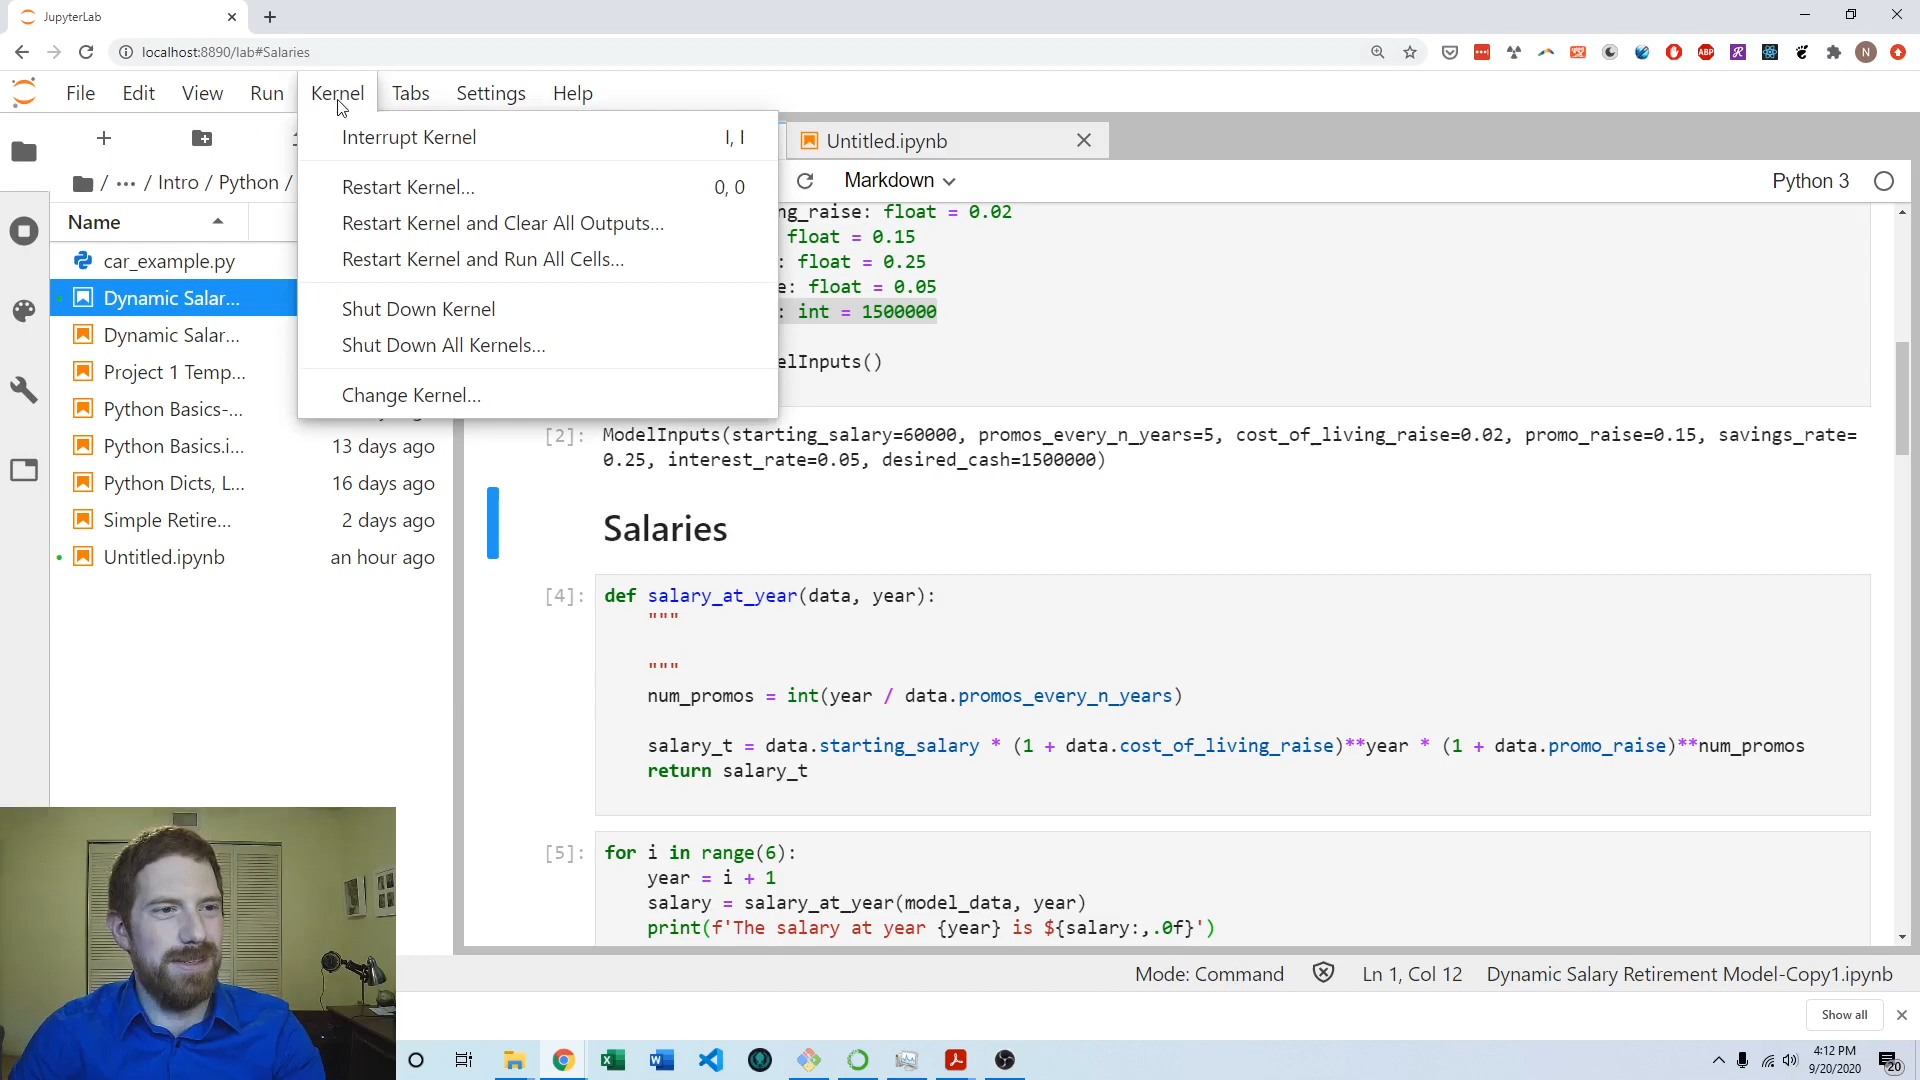 JupyterLab
localhost:8890/lab#Salaries
File Edit View Run Kernel Tabs Settings Help
Interrupt Kernel I, I
Restart Kernel... 0, 0
Restart Kernel and Clear All Outputs...
Restart Kernel and Run All Cells...
Shut Down Kernel
Shut Down All Kernels...
Change Kernel...
/ ··· / Intro / Python /
Name
car_example.py
Dynamic Salar...
Dynamic Salar...
Project 1 Temp...
Python Basics-...
Python Basics.i... 13 days ago
Python Dicts, L... 16 days ago
Simple Retire... 2 days ago
Untitled.ipynb an hour ago
Untitled.ipynb
Markdown
Python 3
ng_raise: float = 0.02
float = 0.15
: float = 0.25
e: float = 0.05
: int = 1500000
elInputs()
[2]: ModelInputs(starting_salary=60000, promos_every_n_years=5, cost_of_living_raise=0.02, promo_raise=0.15, savings_rate=
0.25, interest_rate=0.05, desired_cash=1500000)
Salaries
[4]: def salary_at_year(data, year):
"""
"""
num_promos = int(year / data.promos_every_n_years)
salary_t = data.starting_salary * (1 + data.cost_of_living_raise)**year * (1 + data.promo_raise)**num_promos
return salary_t
[5]: for i in range(6):
year = i + 1
salary = salary_at_year(model_data, year)
print(f'The salary at year {year} is ${salary:,.0f}')
Mode: Command Ln 1, Col 12 Dynamic Salary Retirement Model-Copy1.ipynb
Show all
4:12 PM
9/20/2020
20